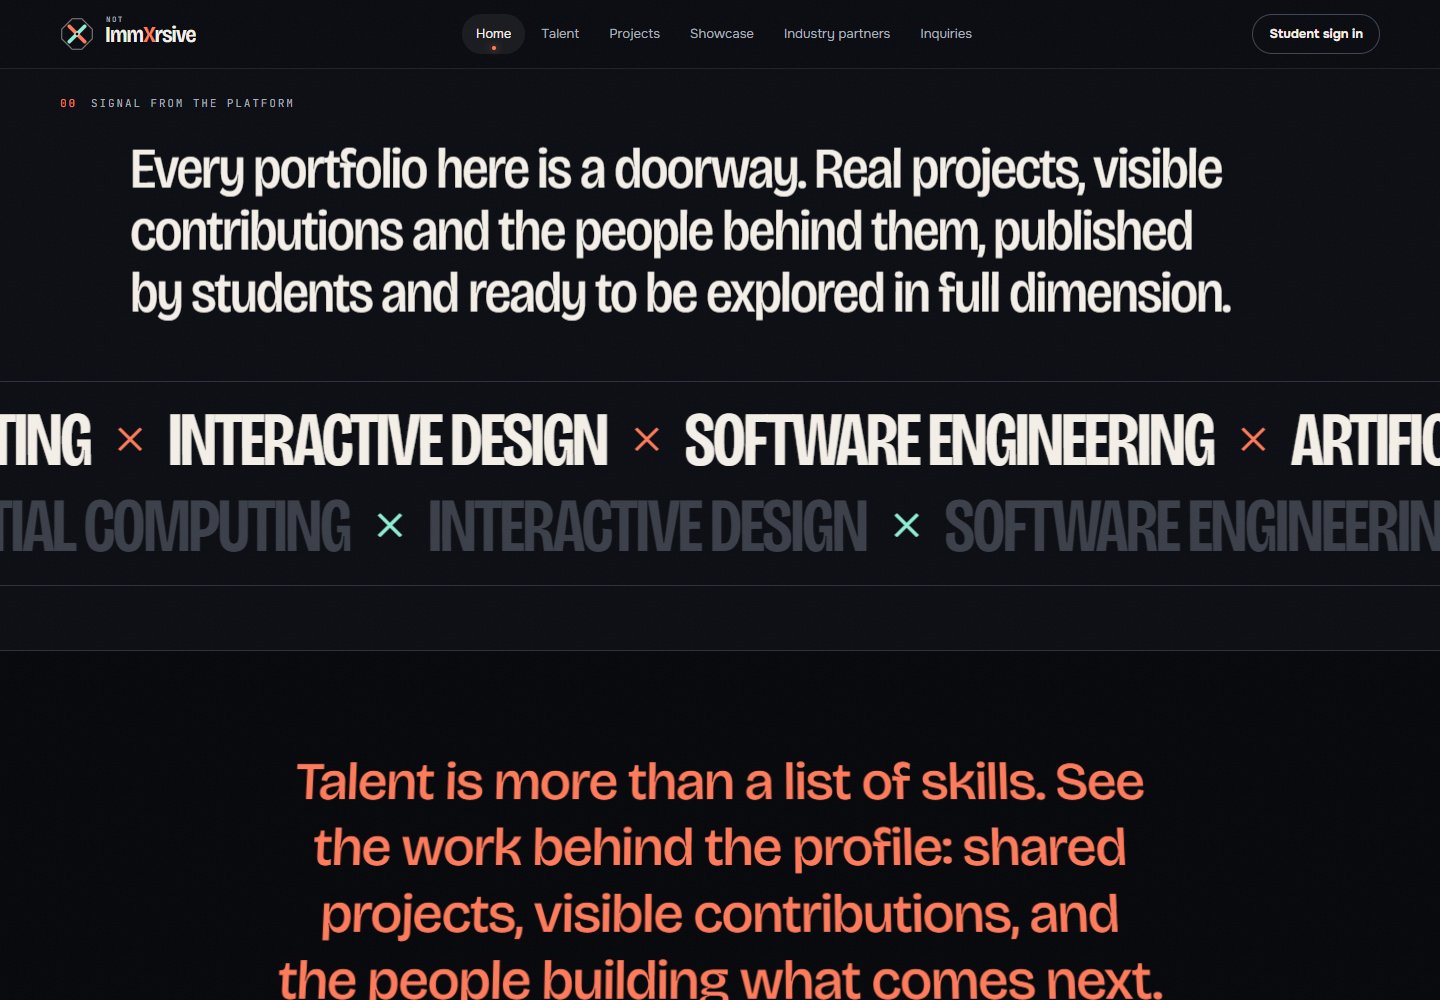 NOT
ImmXrsive
Home
Talent
Projects
Showcase
Industry partners
Inquiries
Student sign in
00 SIGNAL FROM THE PLATFORM
Every portfolio here is a doorway. Real projects, visible
contributions and the people behind them, published
by students and ready to be explored in full dimension.
TING × INTERACTIVE DESIGN × SOFTWARE ENGINEERING × ARTIFIC
TIAL COMPUTING × INTERACTIVE DESIGN × SOFTWARE ENGINEERIN
Talent is more than a list of skills. See
the work behind the profile: shared
projects, visible contributions, and
the people building what comes next.